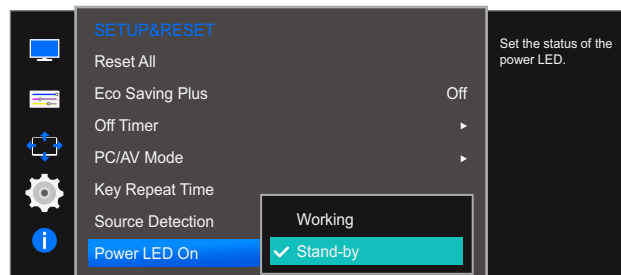 SETUP&RESET
Reset All
Eco Saving Plus Off
Off Timer
PC/AV Mode
Key Repeat Time
Source Detection
Power LED On
Working
Stand-by
Set the status of the
power LED.